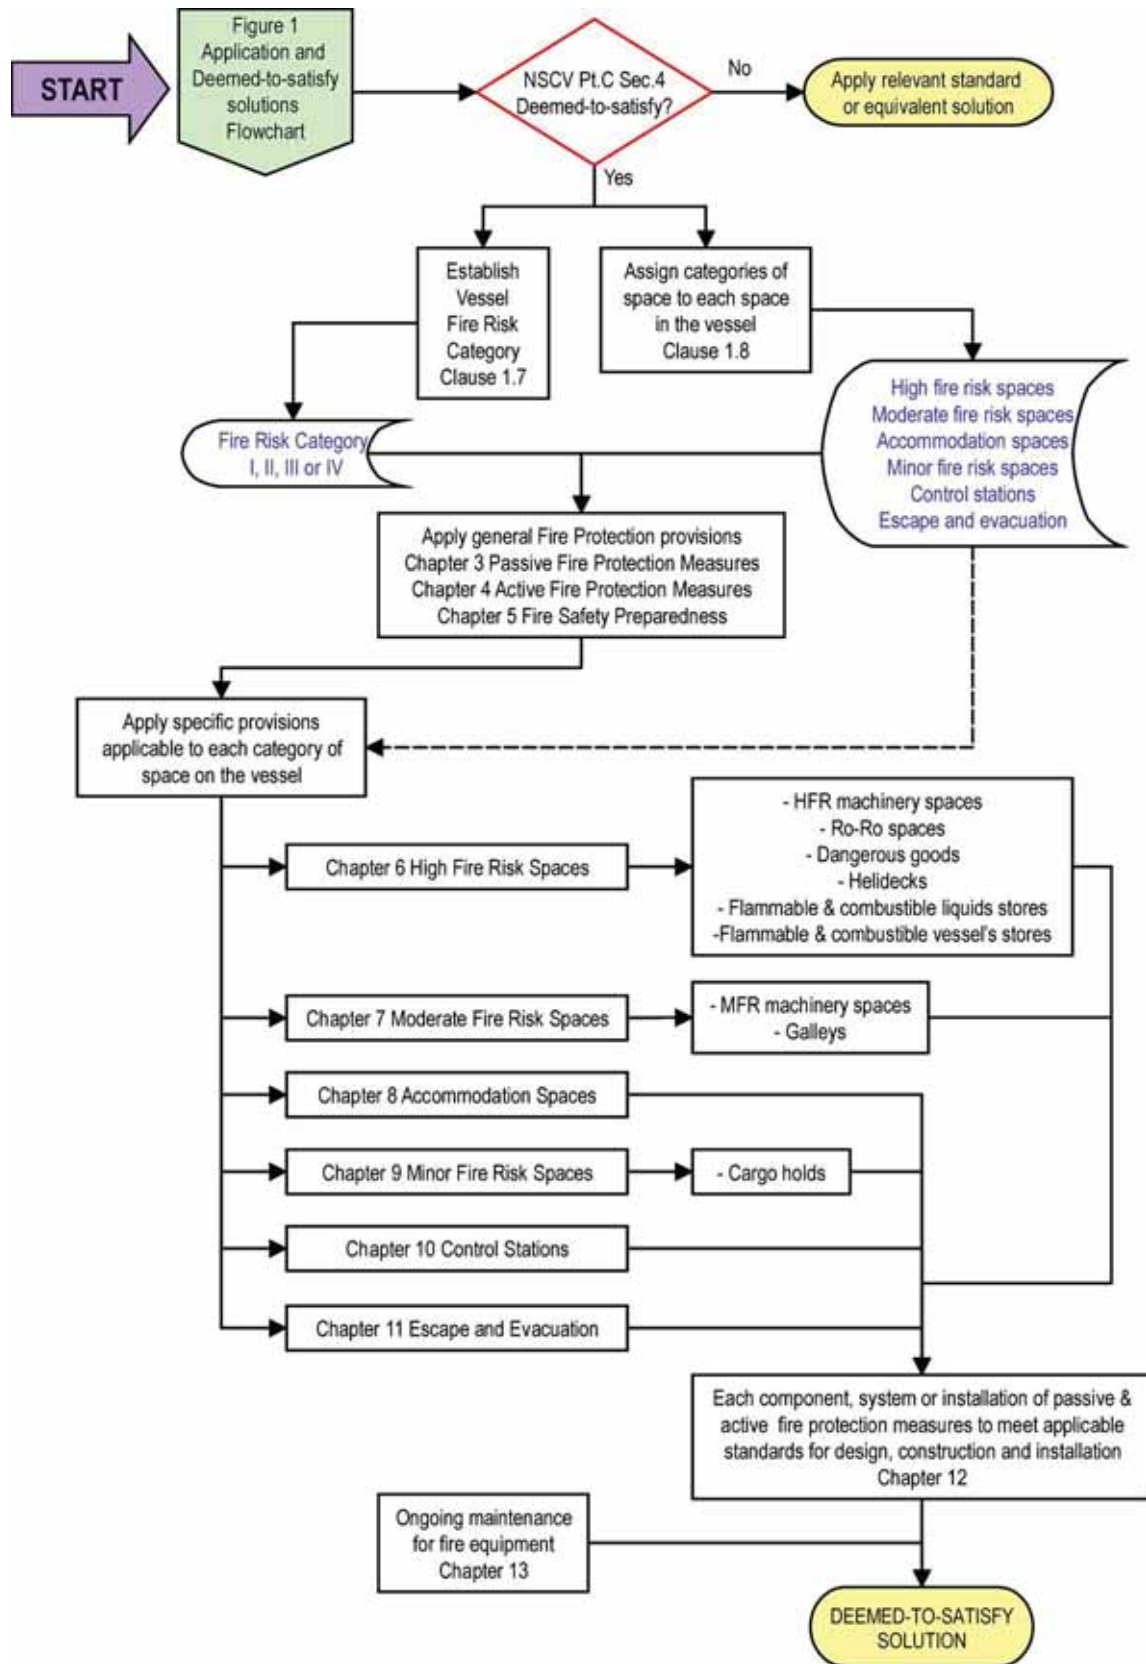 START
Figure 1
Application and
Deemed-to-satisfy
solutions
Flowchart
NSCV Pt.C Sec.4
Deemed-to-satisfy?
No
Apply relevant standard
or equivalent solution
Yes
Establish
Vessel
Fire Risk
Category
Clause 1.7
Assign categories of
space to each space
in the vessel
Clause 1.8
Fire Risk Category
I, II, III or IV
High fire risk spaces
Moderate fire risk spaces
Accommodation spaces
Minor fire risk spaces
Control stations
Escape and evacuation
Apply general Fire Protection provisions
Chapter 3 Passive Fire Protection Measures
Chapter 4 Active Fire Protection Measures
Chapter 5 Fire Safety Preparedness
Apply specific provisions
applicable to each category of
space on the vessel
Chapter 6 High Fire Risk Spaces
- HFR machinery spaces
- Ro-Ro spaces
- Dangerous goods
- Helidecks
- Flammable & combustible liquids stores
-Flammable & combustible vessel's stores
Chapter 7 Moderate Fire Risk Spaces
- MFR machinery spaces
- Galleys
Chapter 8 Accommodation Spaces
Chapter 9 Minor Fire Risk Spaces
- Cargo holds
Chapter 10 Control Stations
Chapter 11 Escape and Evacuation
Each component, system or installation of passive &
active fire protection measures to meet applicable
standards for design, construction and installation
Chapter 12
Ongoing maintenance
for fire equipment
Chapter 13
DEEMED-TO-SATISFY
SOLUTION